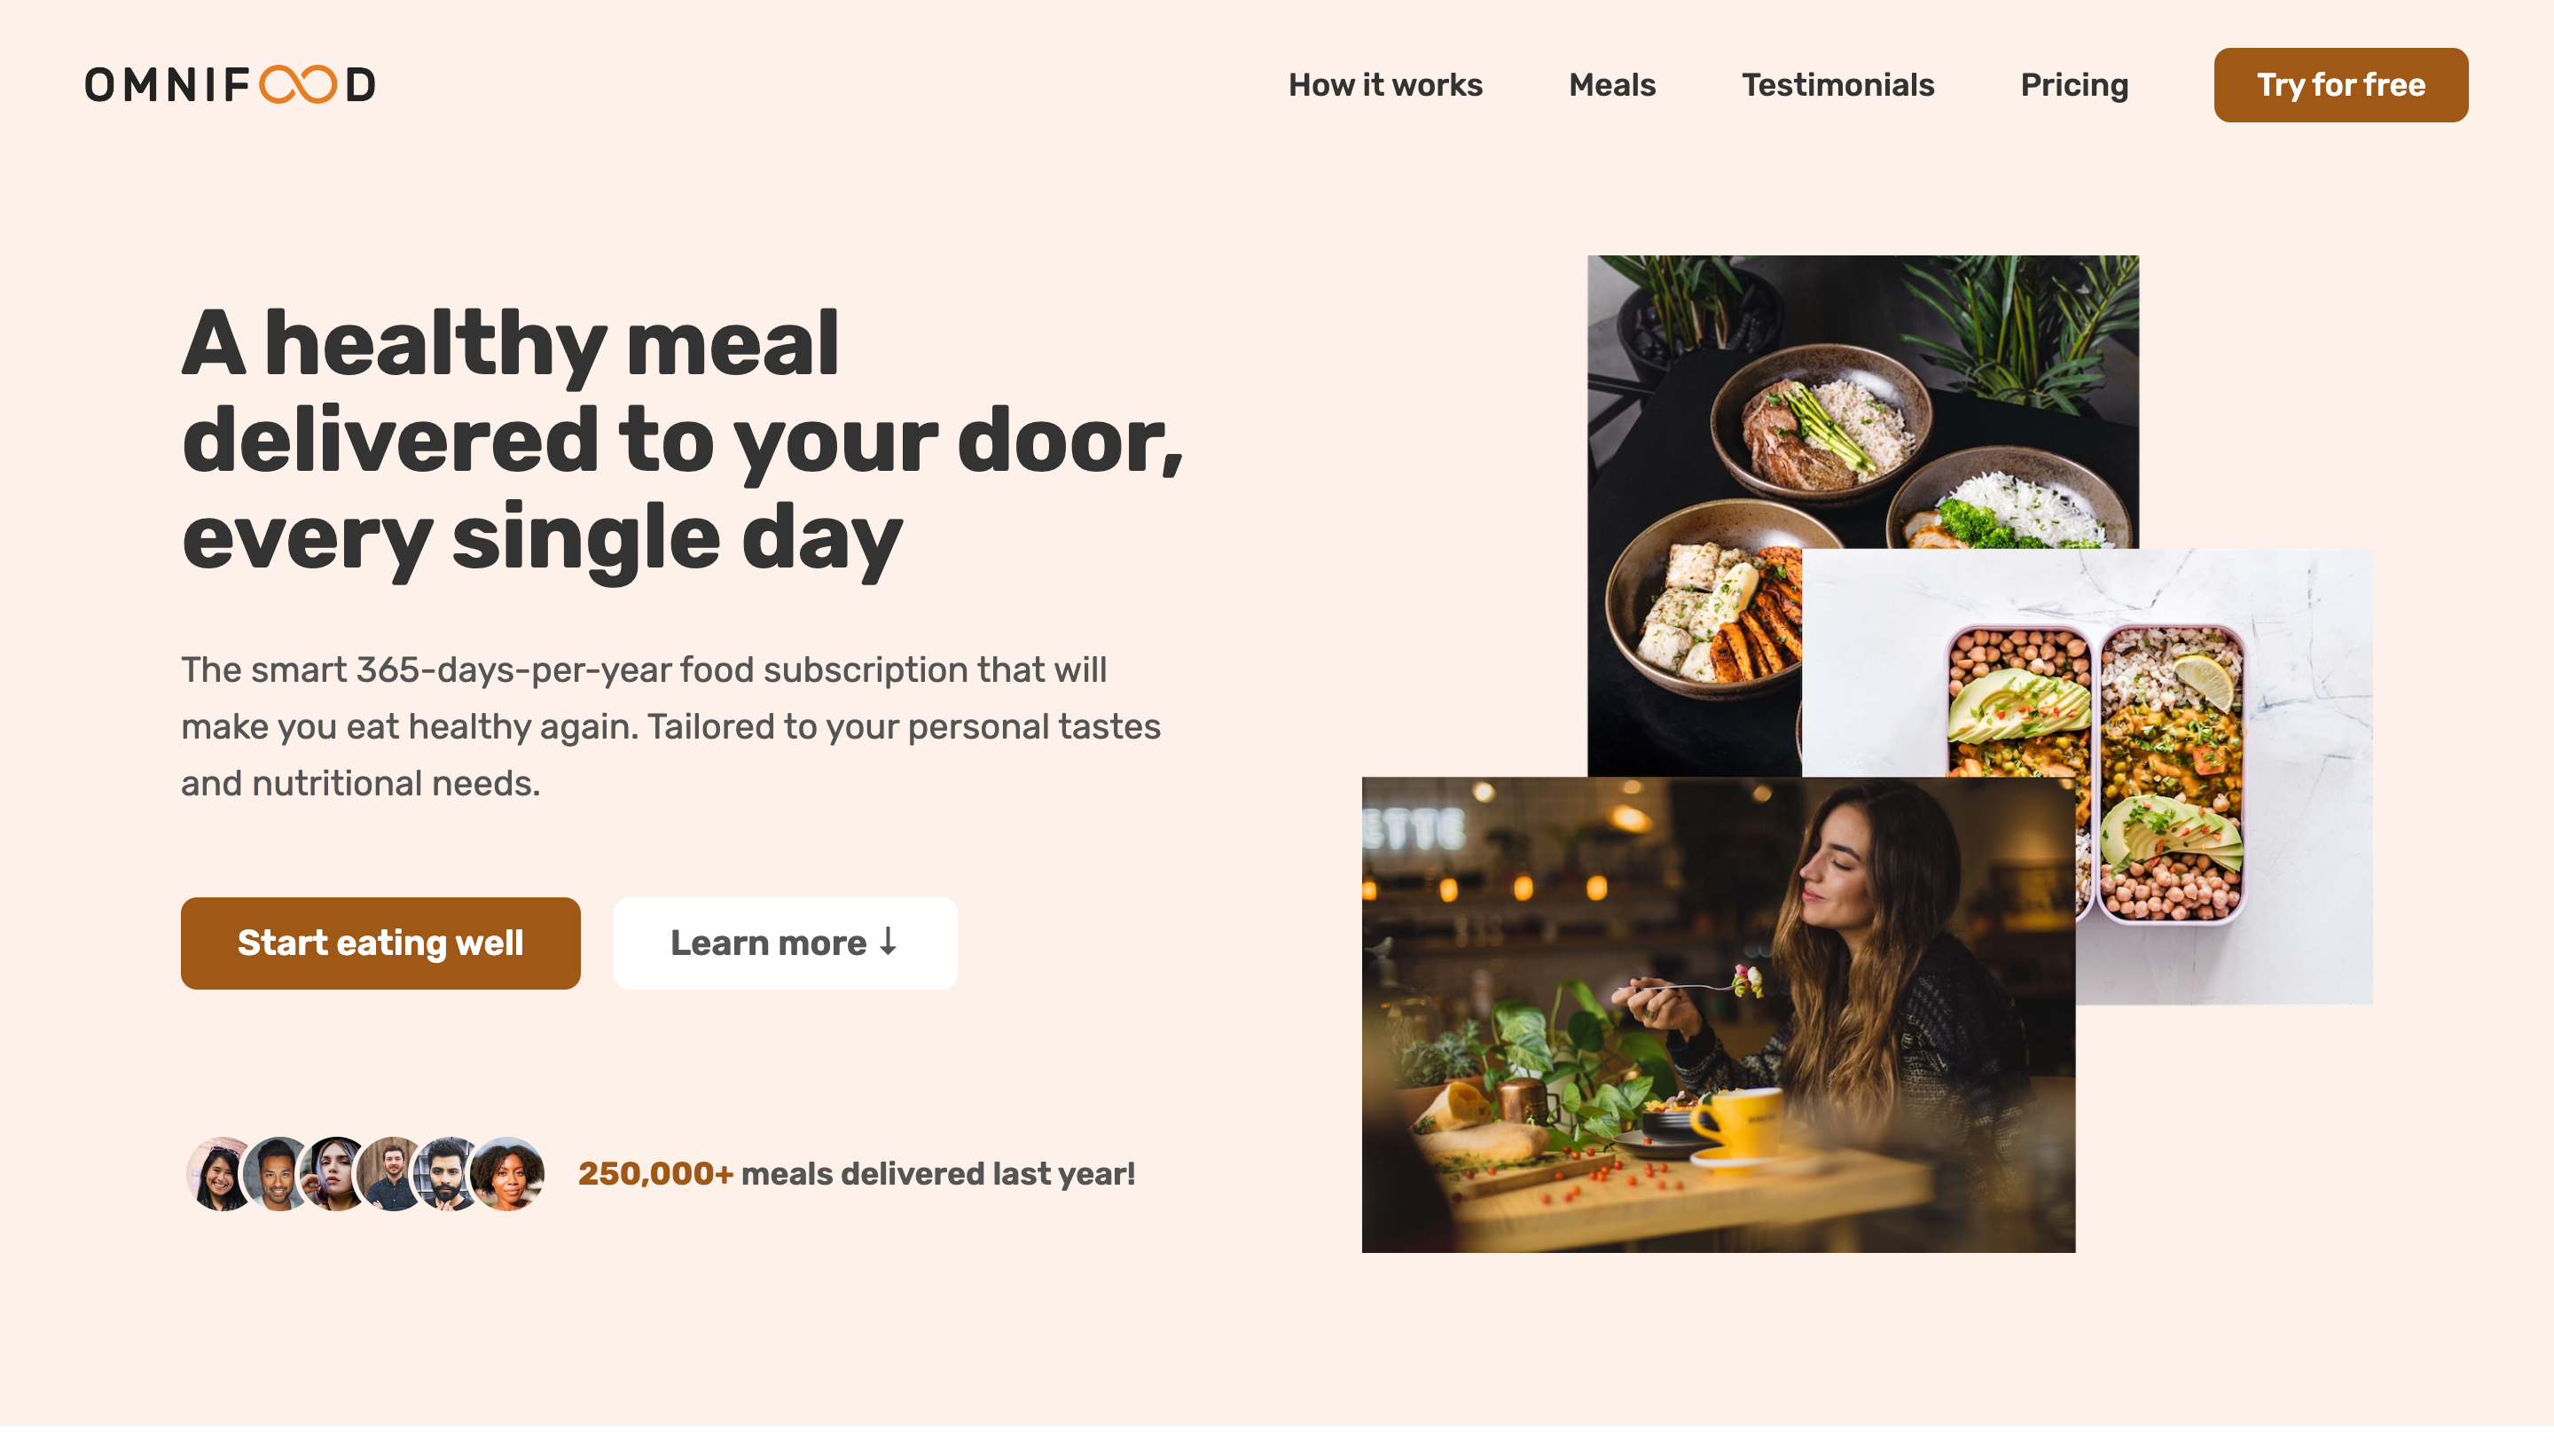 OMNIFOOD
How it works
Meals
Testimonials
Pricing
Try for free
A healthy meal
delivered to your door,
every single day
The smart 365-days-per-year food subscription that will
make you eat healthy again. Tailored to your personal tastes
and nutritional needs.
Start eating well
Learn more ↓
250,000+ meals delivered last year!
ETTE